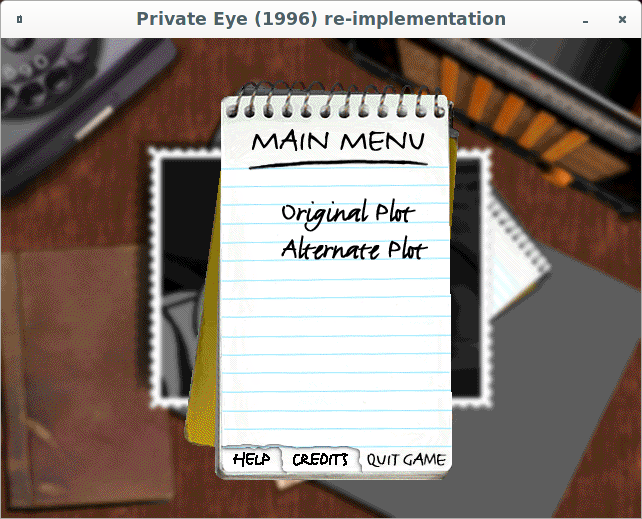 Private Eye (1996) re-implementation
MAIN MENU
Original Plot
Alternate Plot
HELP CREDITS QUIT GAME